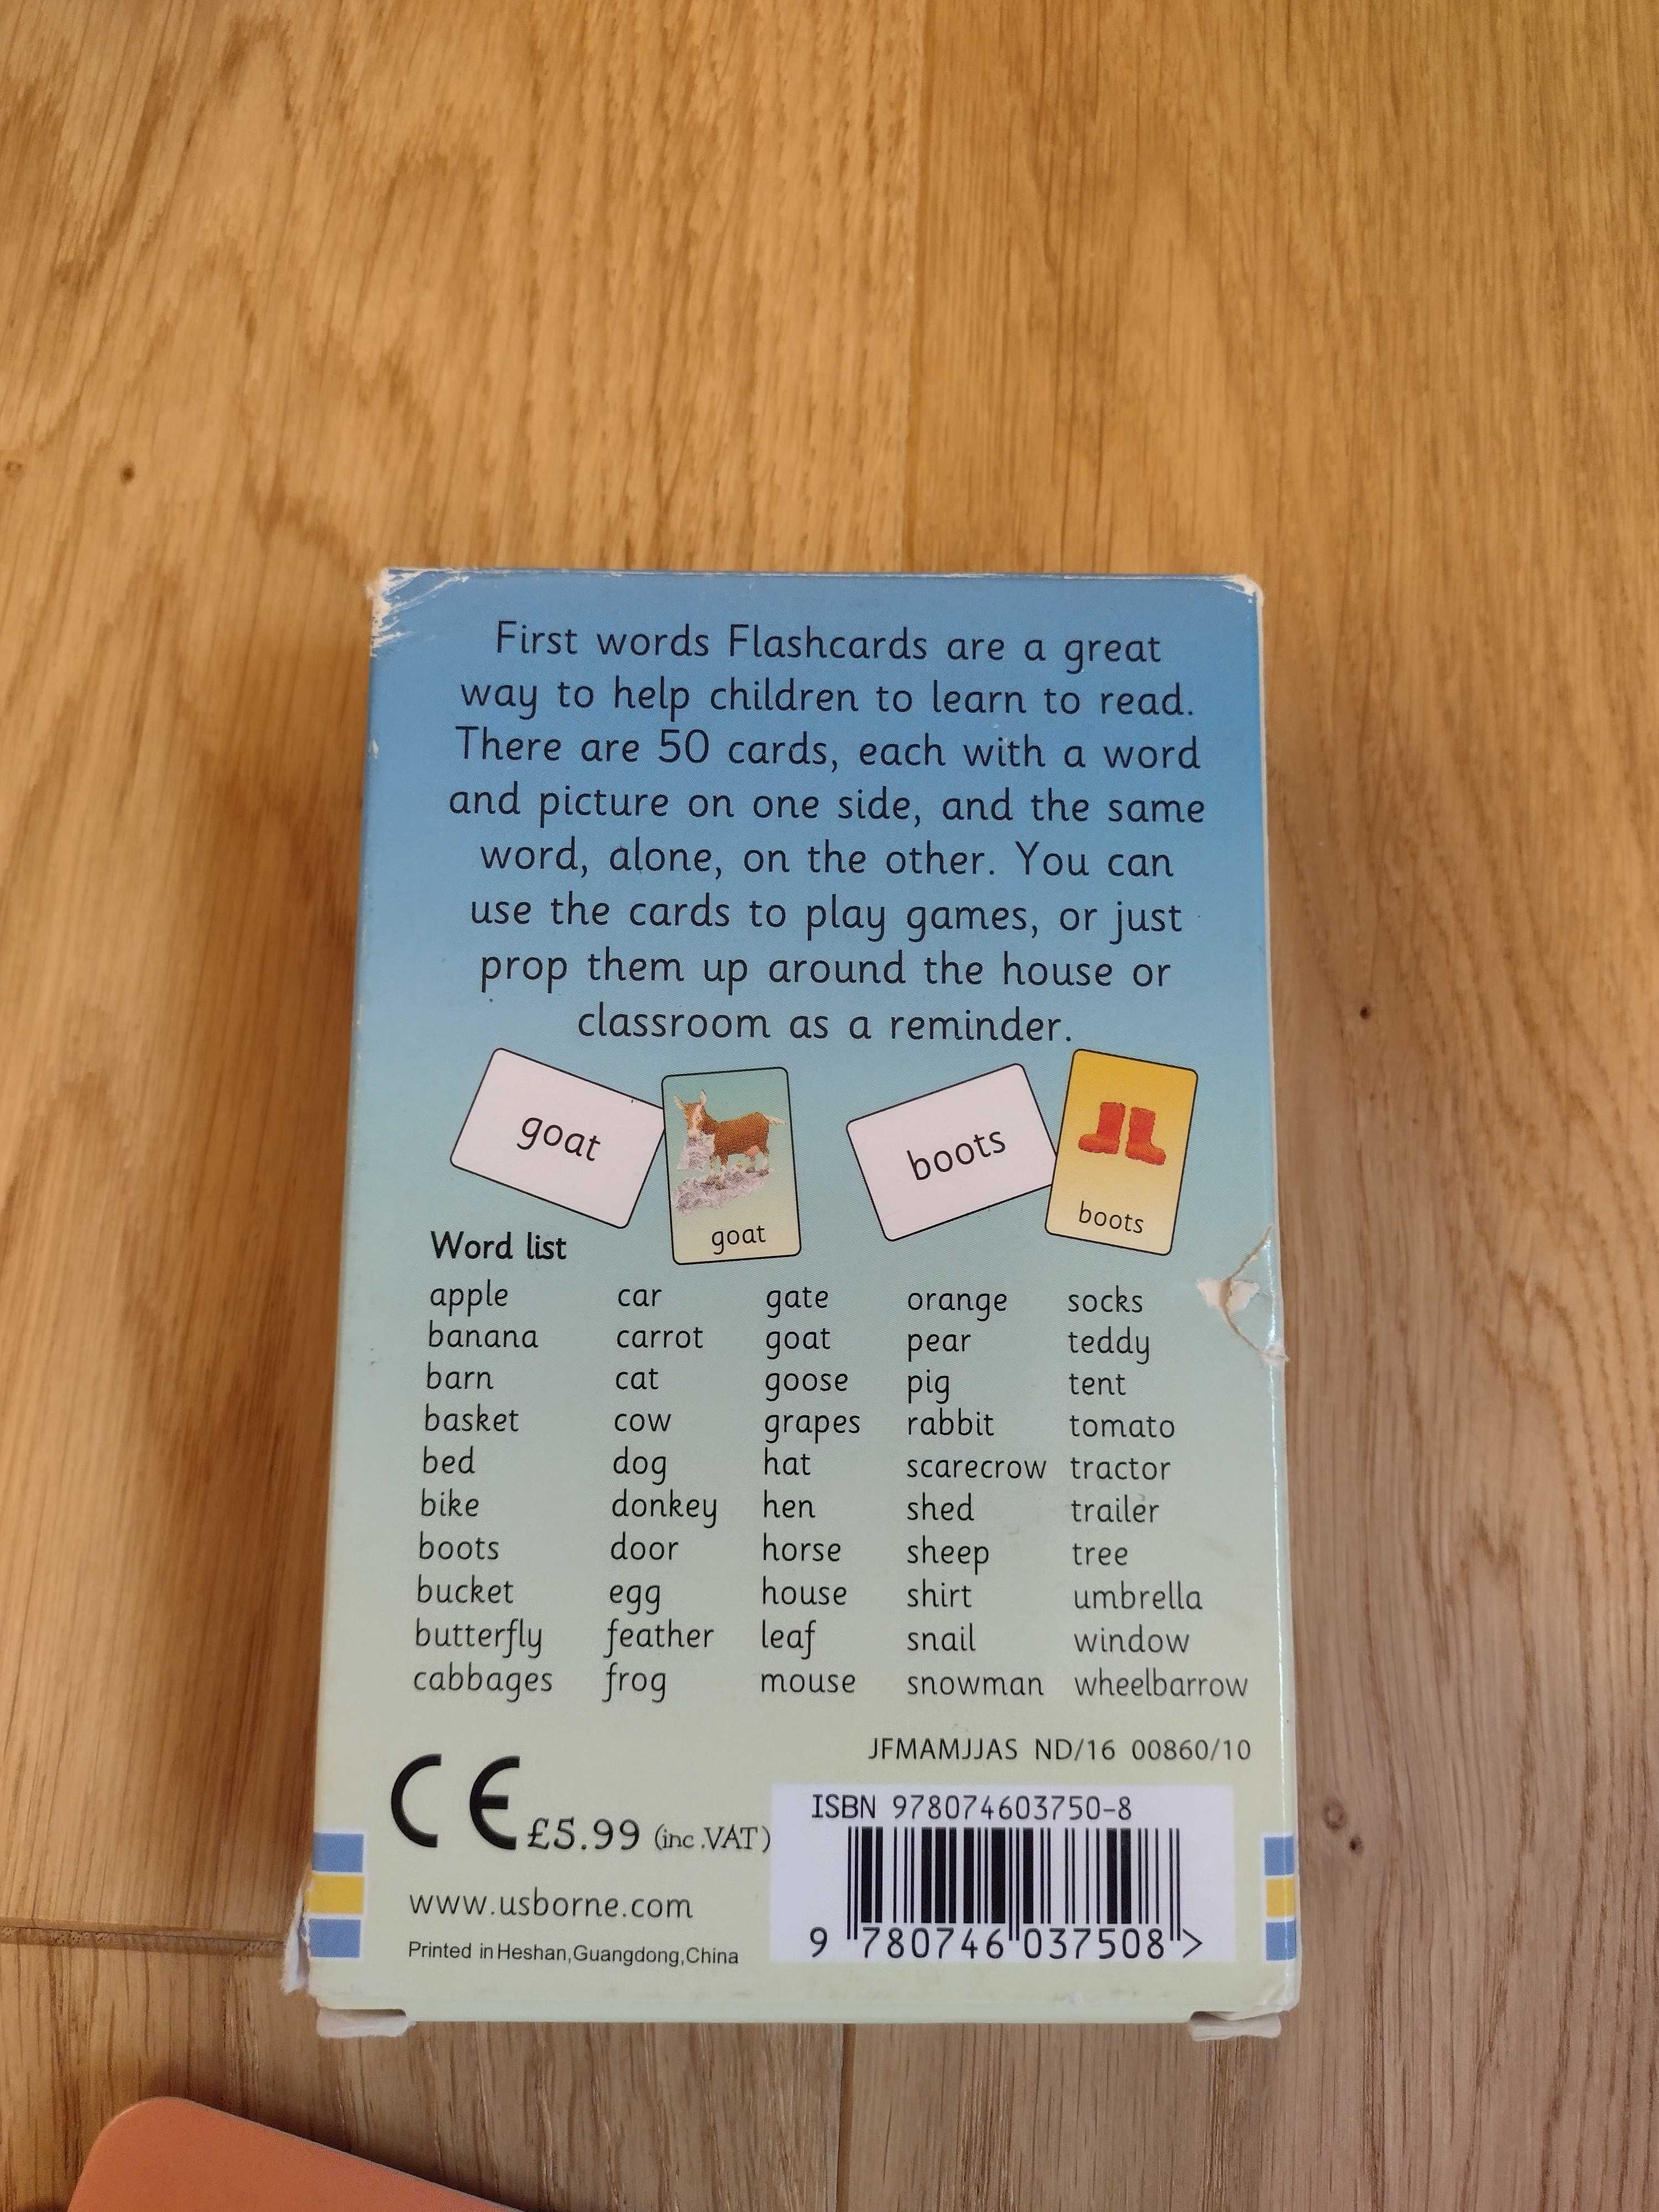 First words Flashcards are a great
way to help children to learn to read.
There are 50 cards, each with a word
and picture on one side, and the same
word, alone, on the other. You can
use the cards to play games, or just
prop them up around the house or
classroom as a reminder.
goat
goat
boots
boots
Word list
apple car gate orange socks
banana carrot goat pear teddy
barn cat goose pig tent
basket cow grapes rabbit tomato
bed dog hat scarecrow tractor
bike donkey hen shed trailer
boots door horse sheep tree
bucket egg house shirt umbrella
butterfly feather leaf snail window
cabbages frog mouse snowman wheelbarrow
JFMAMJJAS ND/16 00860/10
CE £5.99 (inc.VAT)
ISBN 978074603750-8
www.usborne.com
9 780746 037508 >
Printed in Heshan,Guangdong,China